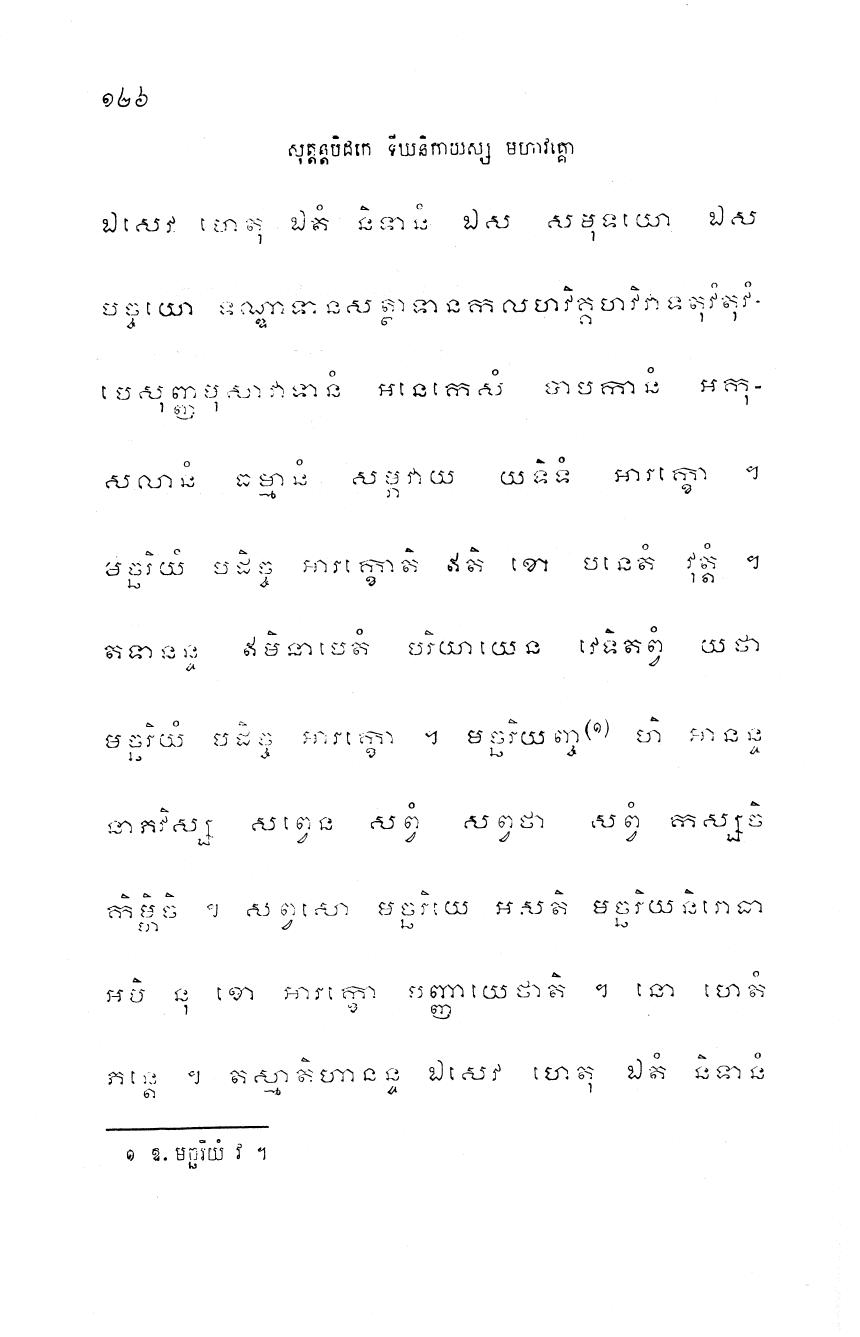 ១២៦
សុត្តន្តបិដកេ ទីឃនិកាយស្ស មហាវគ្គោ
ឯសេវ ហេតុ ឯតំ និទានំ ឯស សមុទយោ ឯស
បច្ចយោ ទណ្ឌាទានសត្ថាទានកលហវិគ្គហវិវាទតុវំតុវំ-
បេសុញ្ញមុសាវាទានំ អនេកេសំ បាបកានំ អកុ-
សលានំ ធម្មានំ សម្ភវាយ យទិទំ អារក្ខោ ។
មច្ឆរិយំ បដិច្ច អារក្ខោតិ ឥតិ ខោ បនេតំ វុត្តំ ។
តទានន្ទ ឥមិនាបេតំ បរិយាយេន វេទិតព្វំ យថា
មច្ឆរិយំ បដិច្ច អារក្ខោ ។ មច្ឆរិយញ្ច(១) ហិ អានន្ទ
នាភវិស្ស សព្វេន សព្វំ សព្វថា សព្វំ កស្សចិ
កិម្ហិចិ ។ សព្វសោ មច្ឆរិយេ អសតិ មច្ឆរិយនិរោធា
អបិ នុ ខោ អារក្ខោ បញ្ញាយេថាតិ ។ នោ ហេតំ
ភន្តេ ។ តស្មាតិហានន្ទ ឯសេវ ហេតុ ឯតំ និទានំ
១ ឧ. មច្ឆរិយំ វ ។